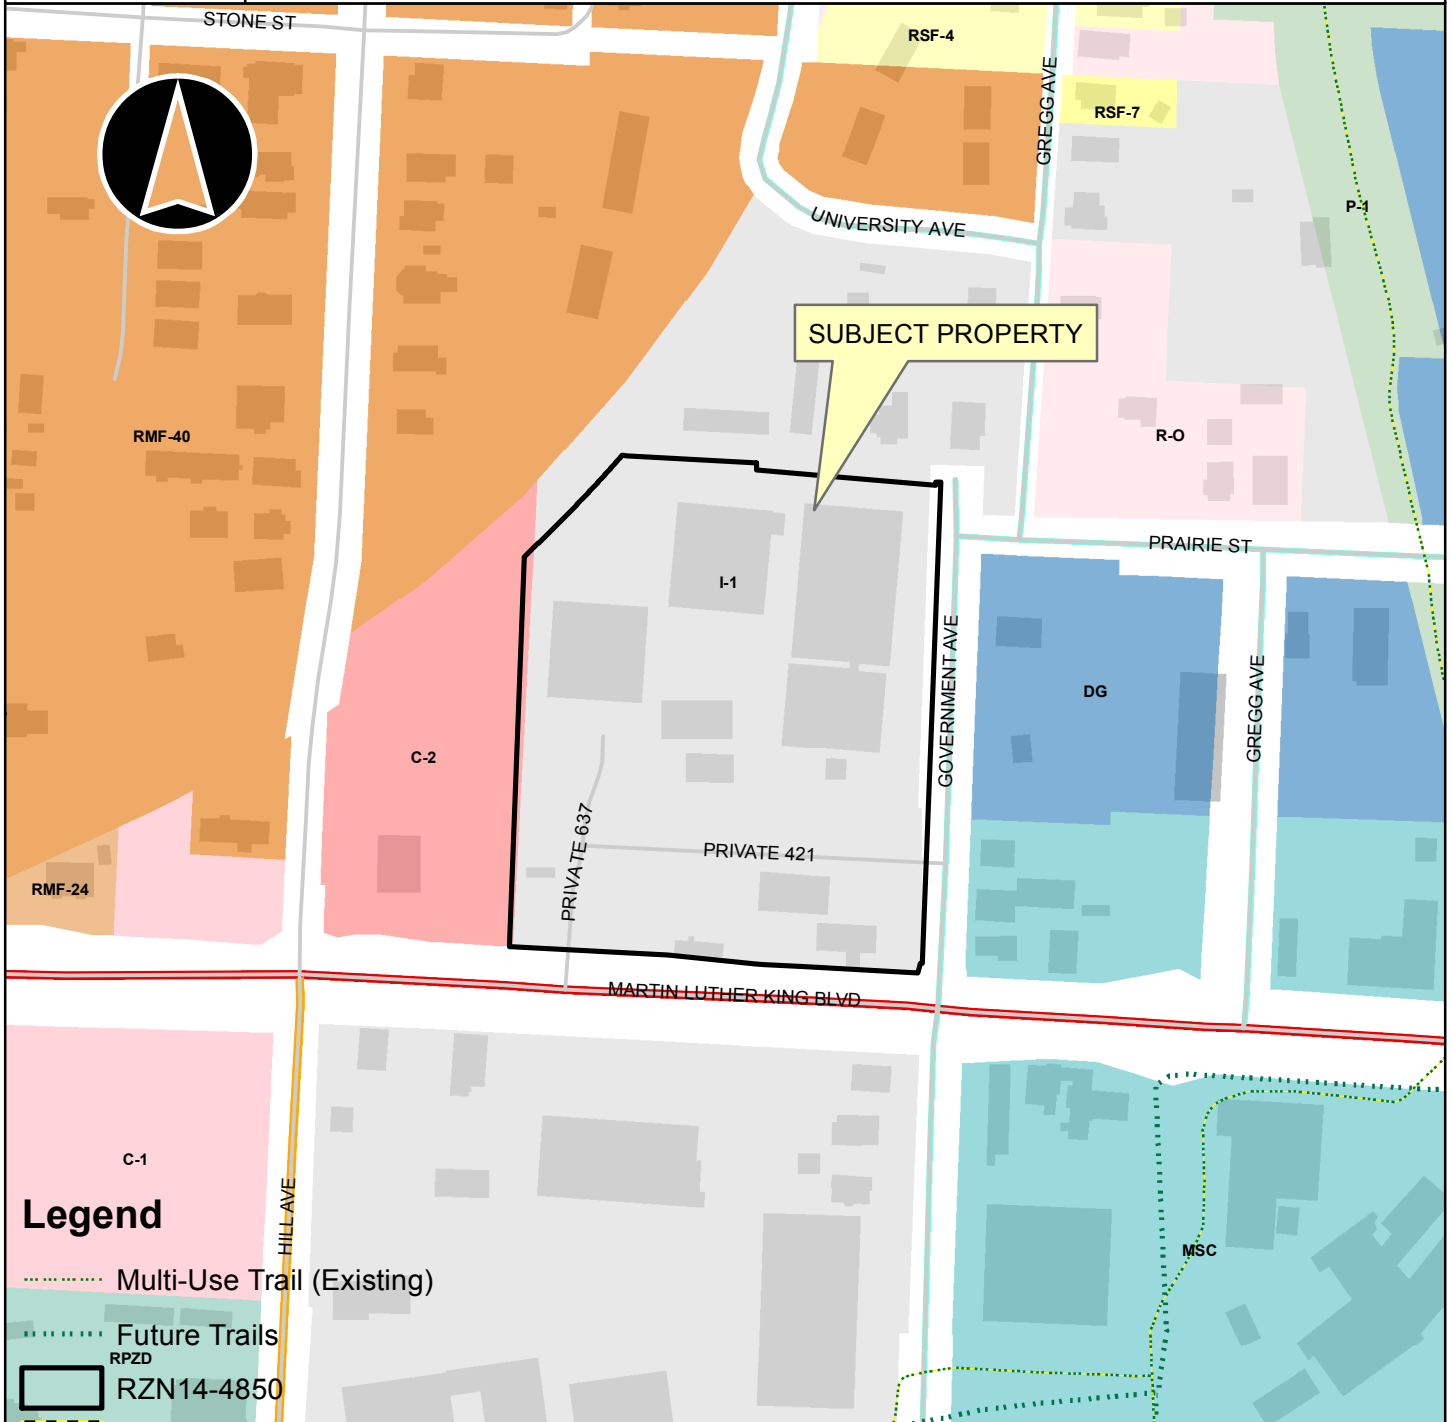 STONE ST
RSF-4
GREGG AVE
RSF-7
P-1
UNIVERSITY AVE
SUBJECT PROPERTY
RMF-40
R-O
PRAIRIE ST
I-1
GOVERNMENT AVE
GREGG AVE
DG
C-2
PRIVATE 637
PRIVATE 421
RMF-24
MARTIN LUTHER KING BLVD
C-1
HILL AVE
MSC
Legend
Multi-Use Trail (Existing)
Future Trails
RPZD
RZN14-4850